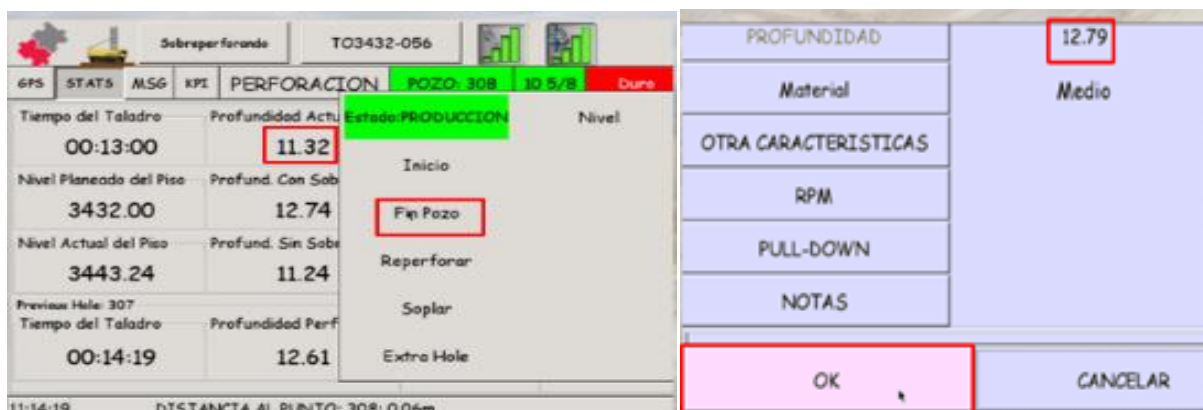 Sobreperforando TO3432-056
GPS STATS MSG KPI PERFORACION POZO: 308 10 5/8 Duro
Tiempo del Taladro Profundidad Actu
00:13:00 11.32
Nivel Planeado del Piso Profund. Con Sob
3432.00 12.74
Nivel Actual del Piso Profund. Sin Sobr
3443.24 11.24
Previous Hole: 307
Tiempo del Taladro Profundidad Perf
00:14:19 12.61
11:14:19 DISTANCIA AL PUNTO: 308: 0.06m
Estado:PRODUCCION Nivel
Inicio
Fin Pozo
Reperforar
Soplar
Extra Hole
PROFUNDIDAD 12.79
Material Medio
OTRA CARACTERISTICAS
RPM
PULL-DOWN
NOTAS
OK CANCELAR